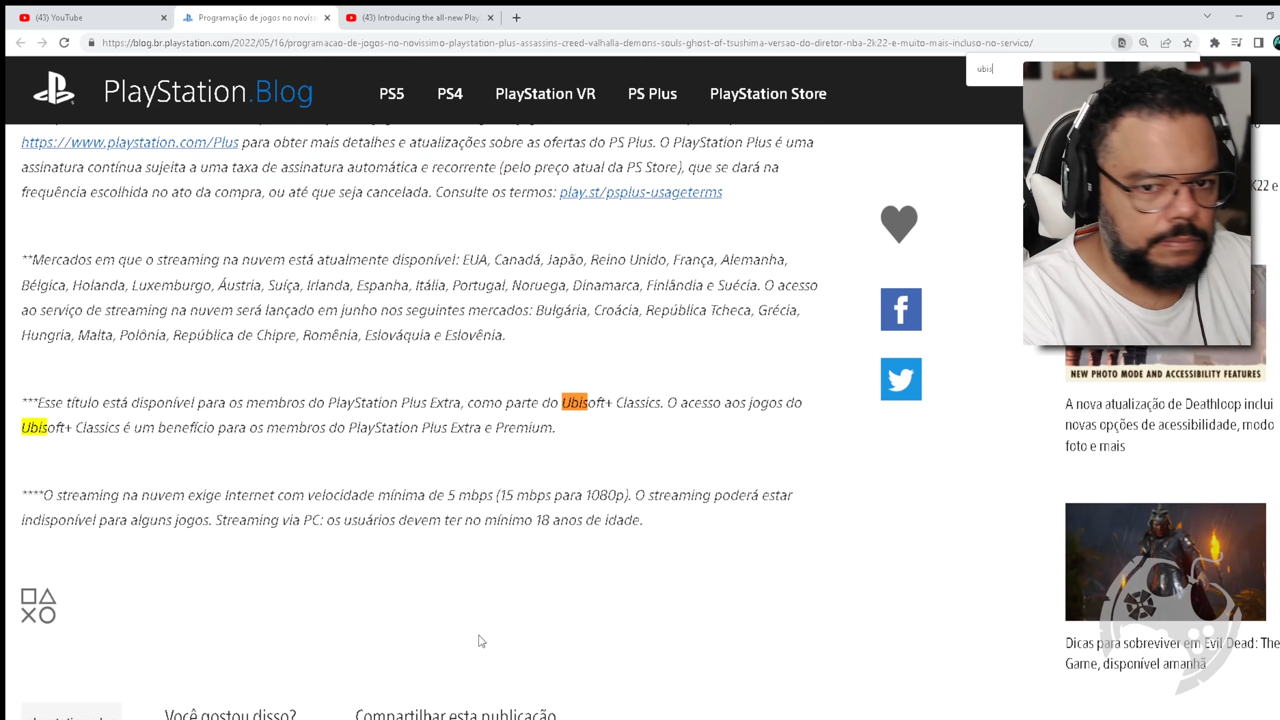 (43) YouTube
Programação de jogos no novíss
(43) Introducing the all-new Play
https://blog.br.playstation.com/2022/05/16/programacao-de-jogos-no-novissimo-playstation-plus-assassins-creed-valhalla-demons-souls-ghost-of-tsushima-versao-do-diretor-nba-2k22-e-muito-mais-incluso-no-servico/
ubis
PlayStation.Blog
PS5 PS4 PlayStation VR PS Plus PlayStation Store
https://www.playstation.com/Plus para obter mais detalhes e atualizações sobre as ofertas do PS Plus. O PlayStation Plus é uma
assinatura contínua sujeita a uma taxa de assinatura automática e recorrente (pelo preço atual da PS Store), que se dará na
frequência escolhida no ato da compra, ou até que seja cancelada. Consulte os termos: play.st/psplus-usageterms
K22 e
**Mercados em que o streaming na nuvem está atualmente disponível: EUA, Canadá, Japão, Reino Unido, França, Alemanha,
Bélgica, Holanda, Luxemburgo, Áustria, Suíça, Irlanda, Espanha, Itália, Portugal, Noruega, Dinamarca, Finlândia e Suécia. O acesso
ao serviço de streaming na nuvem será lançado em junho nos seguintes mercados: Bulgária, Croácia, República Tcheca, Grécia,
Hungria, Malta, Polônia, República de Chipre, Romênia, Eslováquia e Eslovênia.
***Esse título está disponível para os membros do PlayStation Plus Extra, como parte do Ubisoft+ Classics. O acesso aos jogos do
Ubisoft+ Classics é um benefício para os membros do PlayStation Plus Extra e Premium.
****O streaming na nuvem exige Internet com velocidade mínima de 5 mbps (15 mbps para 1080p). O streaming poderá estar
indisponível para alguns jogos. Streaming via PC: os usuários devem ter no mínimo 18 anos de idade.
NEW PHOTO MODE AND ACCESSIBILITY FEATURES
A nova atualização de Deathloop inclui
novas opções de acessibilidade, modo
foto e mais
Dicas para sobreviver em Evil Dead: The
Game, disponível amanhã
Você gostou disso?
Compartilhar esta publicação